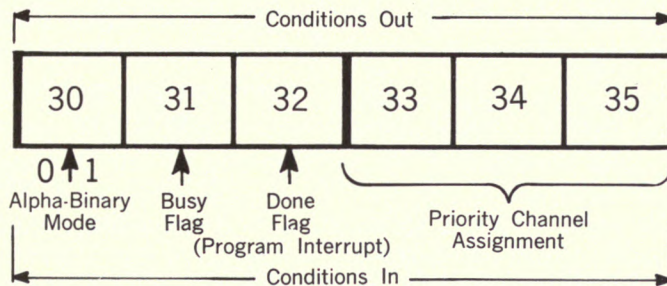 Conditions Out
30 31 32 33 34 35
0 1
Alpha-Binary Mode
Busy Flag
Done Flag
(Program Interrupt)
Priority Channel Assignment
Conditions In